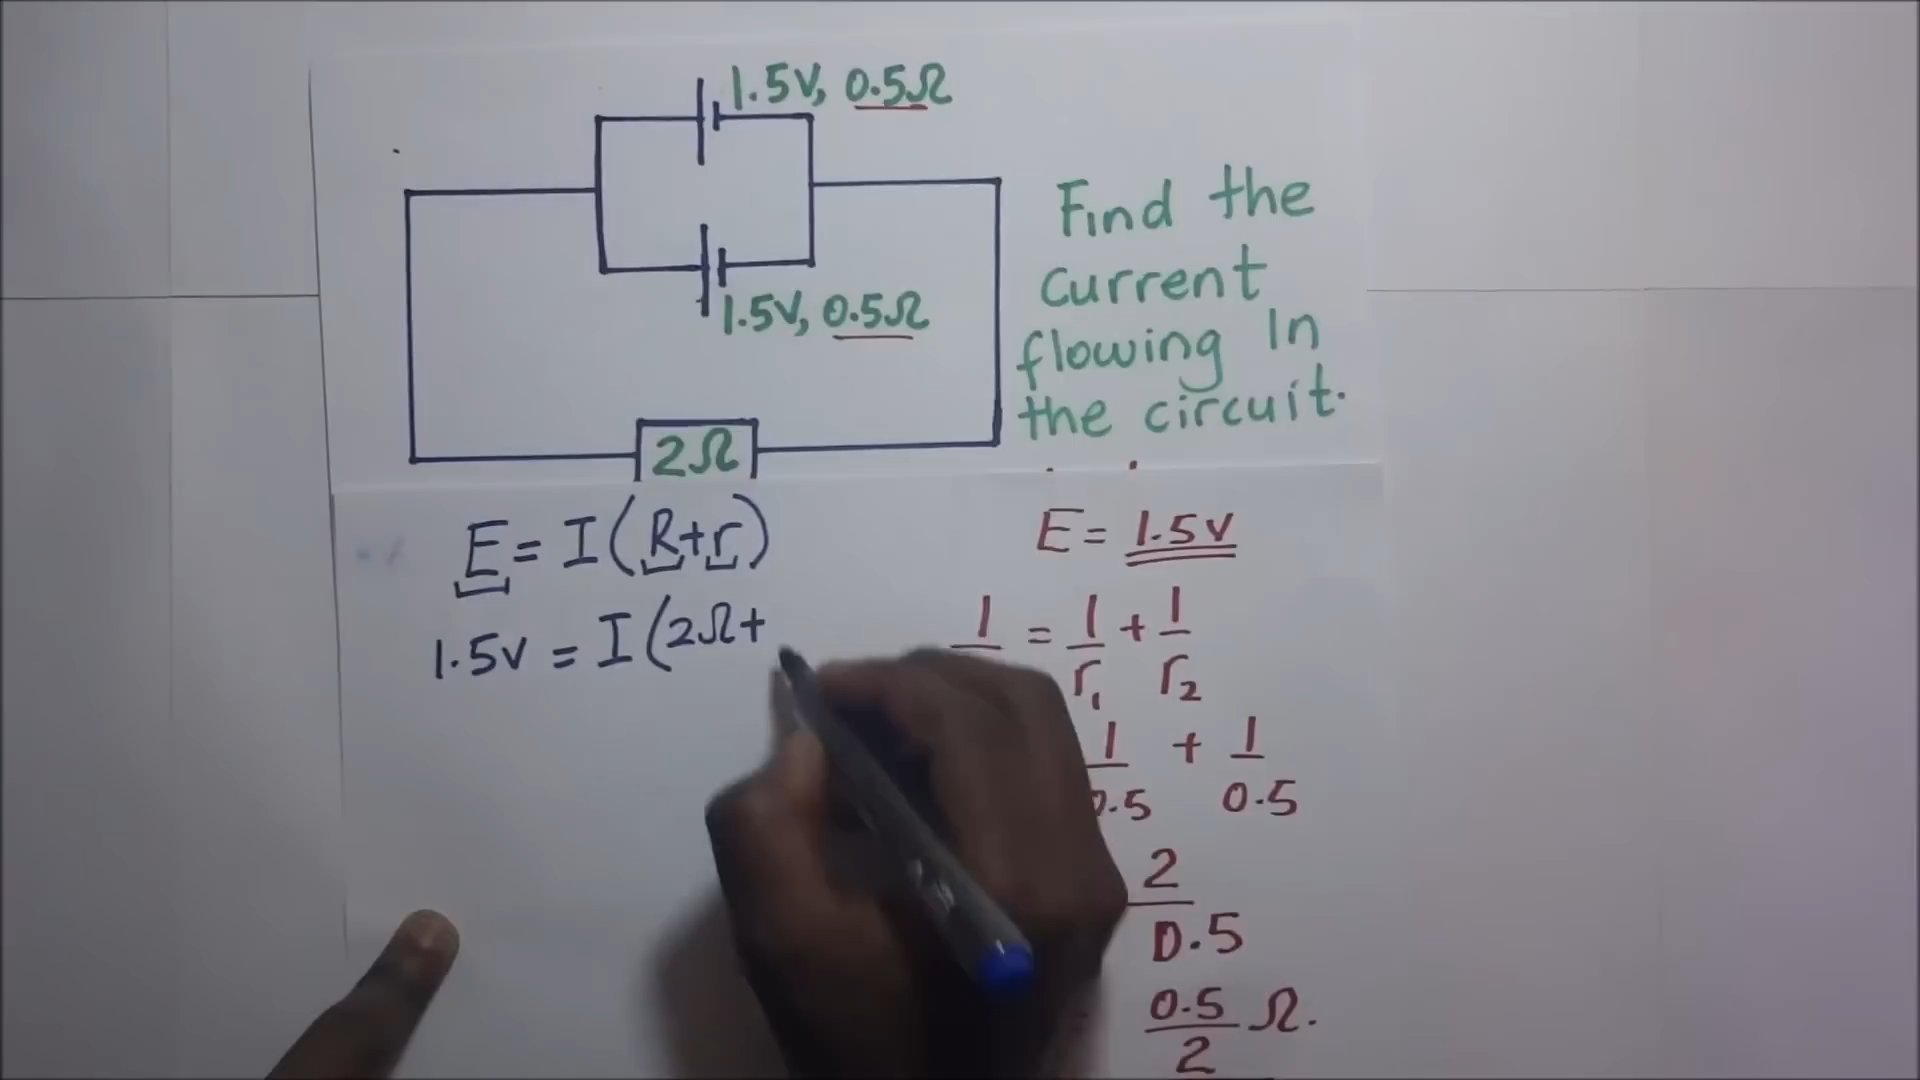 1.5V, 0.5Ω
1.5V, 0.5Ω
2Ω
Find the
current
flowing In
the circuit.
E = I(R+r)
1.5V = I(2Ω+
E = 1.5V
1/ = 1/r₁ + 1/r₂
1/0.5 + 1/0.5
2/0.5
0.5/2 Ω.